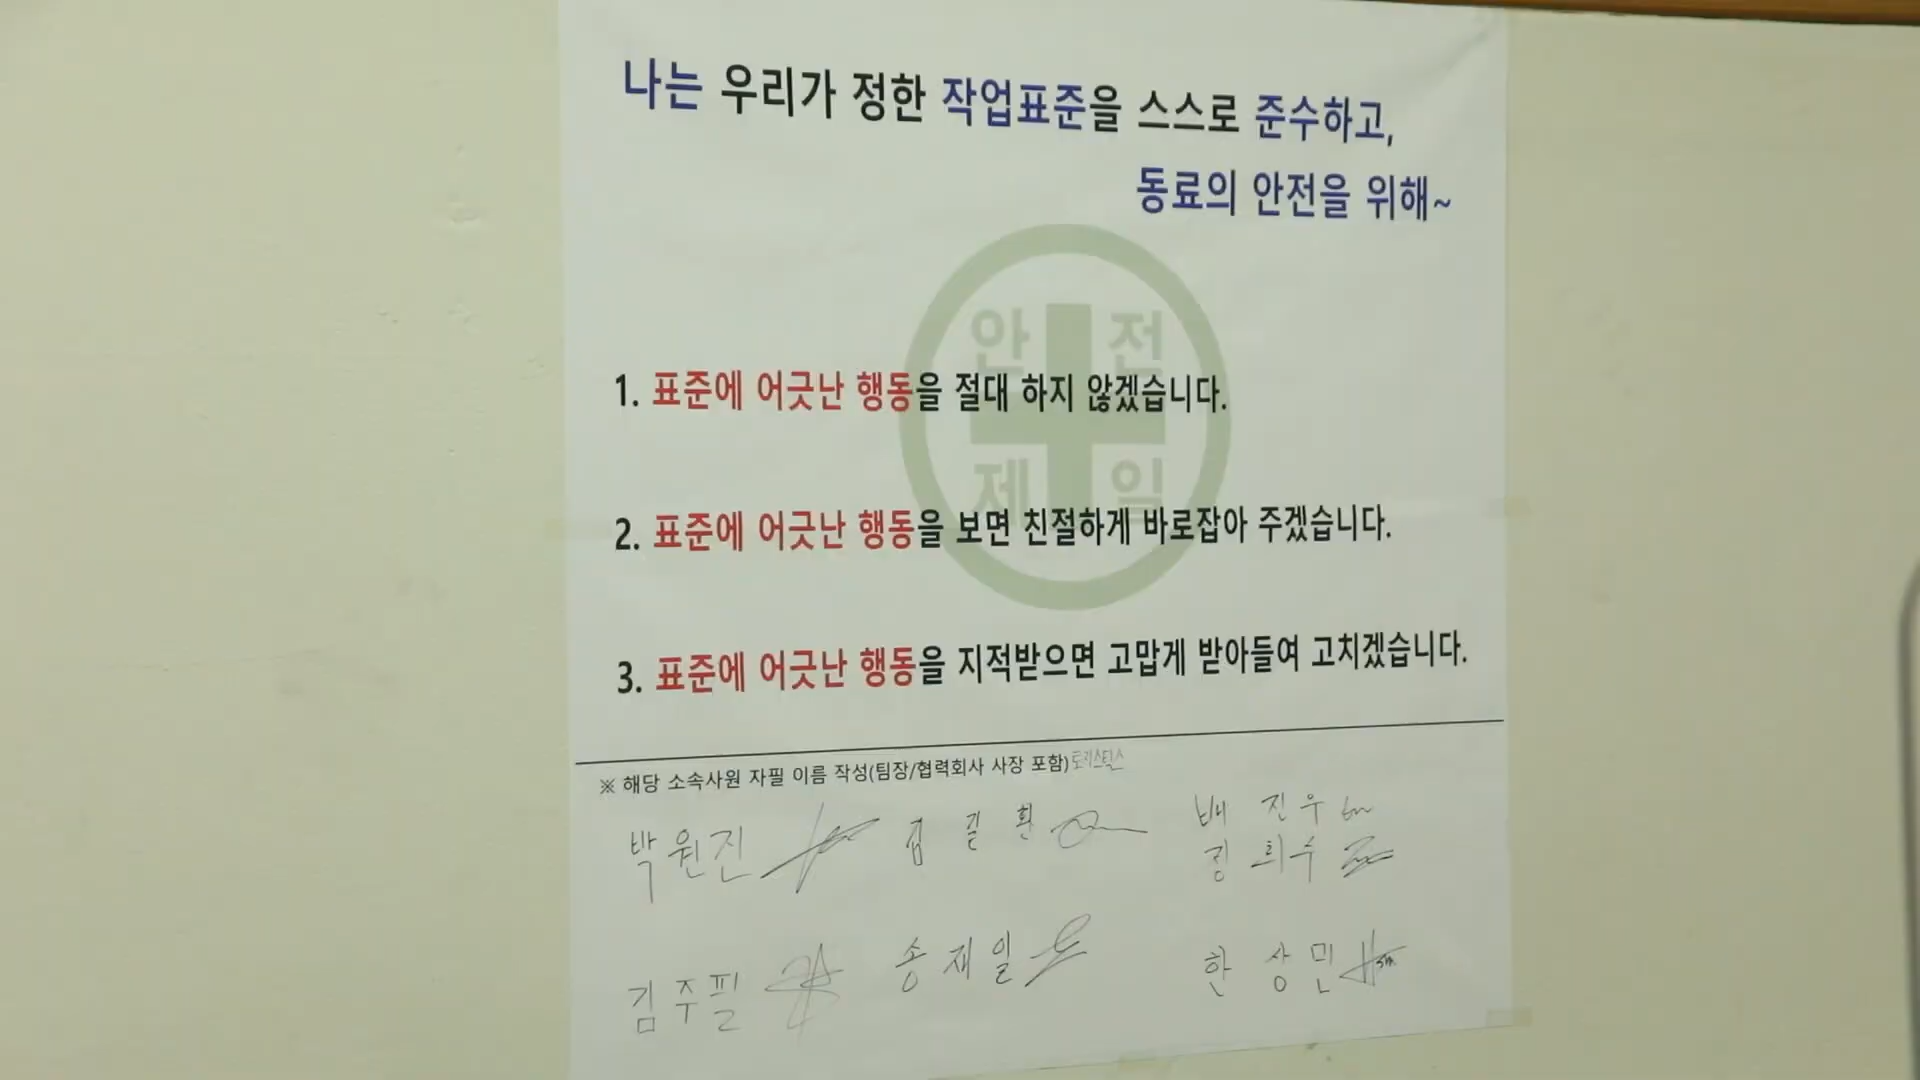 나는 우리가 정한 작업표준을 스스로 준수하고,
동료의 안전을 위해~
안 전
제 일
1. 표준에 어긋난 행동을 절대 하지 않겠습니다.
2. 표준에 어긋난 행동을 보면 친절하게 바로잡아 주겠습니다.
3. 표준에 어긋난 행동을 지적받으면 고맙게 받아들여 고치겠습니다.
※ 해당 소속사원 자필 이름 작성(팀장/협력회사 사장 포함)
박원진 길환 배진우
희수
김주필 송재일 한상민